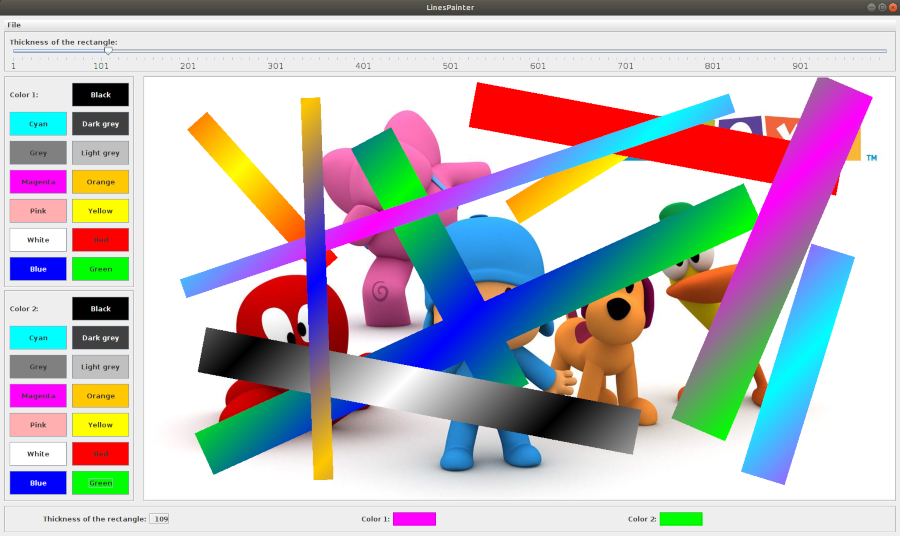 LinesPainter
File
Thickness of the rectangle:
1 101 201 301 401 501 601 701 801 901
Color 1: Black
Cyan Dark grey
Grey Light grey
Magenta Orange
Pink Yellow
White Red
Blue Green
Color 2: Black
Cyan Dark grey
Grey Light grey
Magenta Orange
Pink Yellow
White Red
Blue Green
TM
Thickness of the rectangle: 109 Color 1: Color 2: